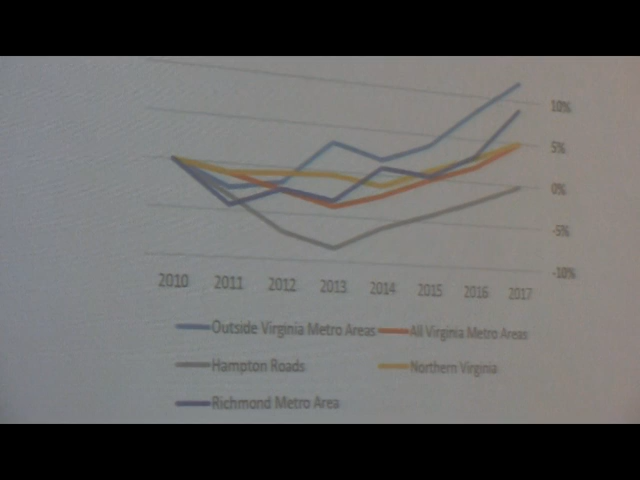 10%
5%
0%
-5%
-10%
2010 2011 2012 2013 2014 2015 2016 2017
Outside Virginia Metro Areas All Virginia Metro Areas
Hampton Roads Northern Virginia
Richmond Metro Area